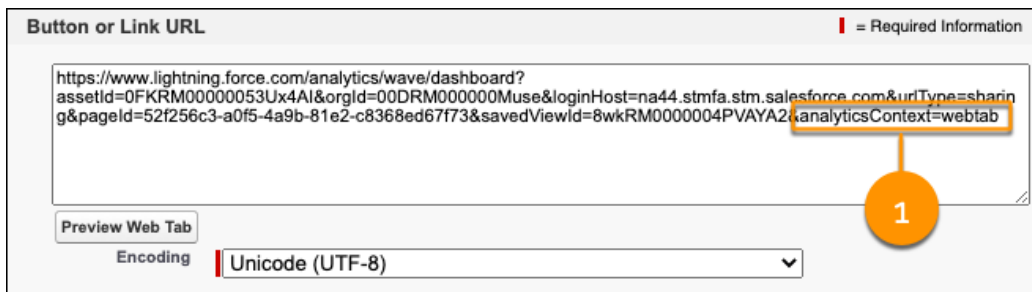 Button or Link URL
= Required Information
https://www.lightning.force.com/analytics/wave/dashboard?
assetId=0FKRM00000053Ux4AI&orgId=00DRM000000Muse&loginHost=na44.stmfa.stm.salesforce.com&urlType=sharin
g&pageId=52f256c3-a0f5-4a9b-81e2-c8368ed67f73&savedViewId=8wkRM0000004PVAYA2&analyticsContext=webtab
1
Preview Web Tab
Encoding
Unicode (UTF-8)